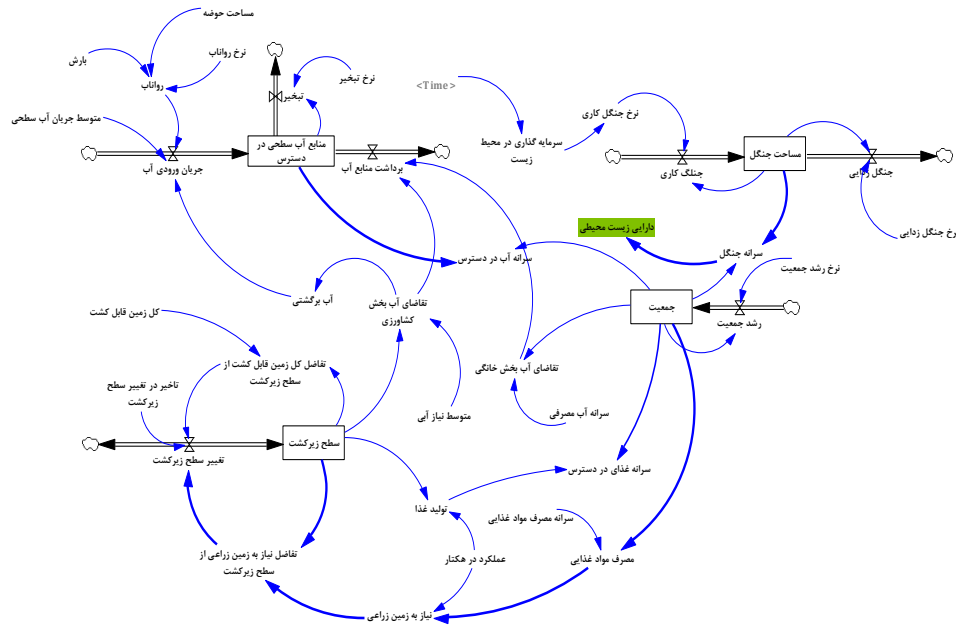 مساحت حوضه
نرخ رواناب
بارش
رواناب
نرخ تبخیر
تبخیر
<Time>
نرخ جنگل کاری
متوسط جریان آب سطحی
منابع آب سطحی در
دسترس
سرمایه گذاری در محیط
زیست
مساحت جنگل
جریان ورودی آب
برداشت منابع آب
جنلگ کاری
جنگل زدایی
دارایی زیست محیطی
رخ جنگل زدایی
سرانه آب در دسترس
سرانه جنگل
نرخ رشد جمعیت
آب برگشتی
تقاضای آب بخش
کشاورزی
جمعیت
کل زمین قابل کشت
رشد جمعیت
تفاضل کل زمین قابل کشت از
سطح زیرکشت
تقاضای آب بخش خانگی
تاخیر در تغییر سطح
زیرکشت
متوسط نیاز آبی
سرانه آب مصرفی
سطح زیرکشت
تغییر سطح زیرکشت
سرانه غذای در دسترس
تولید غذا
سرانه مصرف مواد غذایی
تفاضل نیاز به زمین زراعی از
سطح زیرکشت
عملکرد در هکتار
مصرف مواد غذایی
نیاز به زمین زراعی